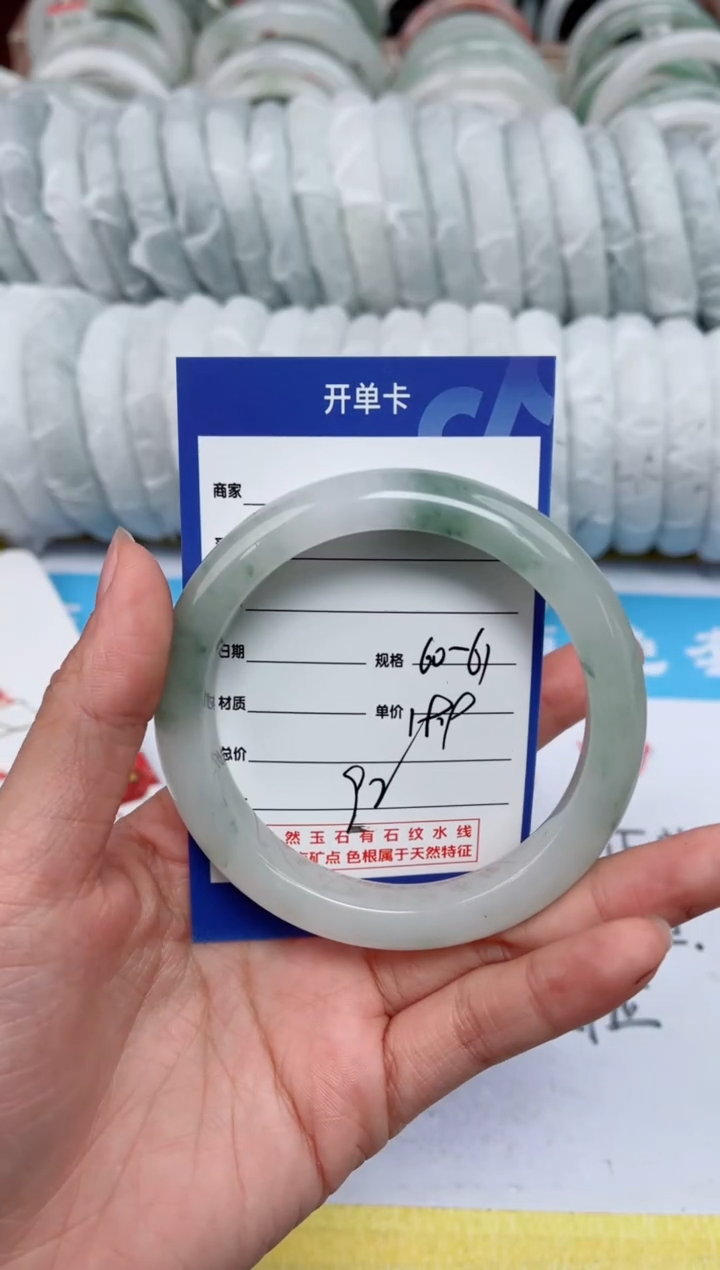 开单卡
商家
日期 规格 60-61
材质 单价
总价
然玉石有石纹水线
矿点 色根属于天然特征